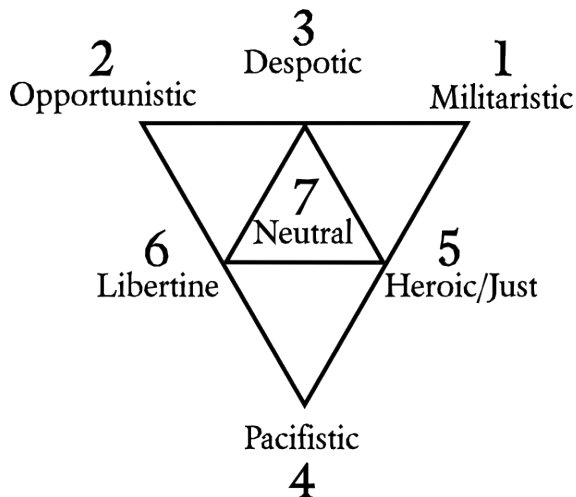 3
Despotic
2
Opportunistic
1
Militaristic
7
Neutral
6
Libertine
5
Heroic/Just
Pacifistic
4